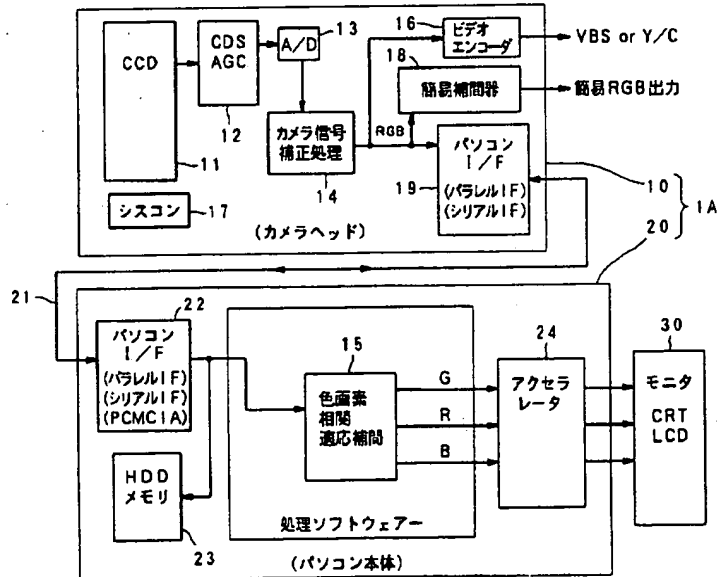 CCD
11
CDS
AGC
12
A/D
13
カメラ信号
補正処理
14
16
ビデオ
エンコーダ
VBS or Y/C
18
簡易補間器
簡易RGB出力
RGB
パソコン
I/F
(パラレルIF)
(シリアルIF)
19
シスコン
17
(カメラヘッド)
10
20
1A
21
22
パソコン
I/F
(パラレルIF)
(シリアルIF)
(PCMCIA)
HDD
メモリ
23
15
色画素
相関
適応補間
G
R
B
処理ソフトウェアー
24
アクセラ
レータ
30
モニタ
CRT
LCD
(パソコン本体)